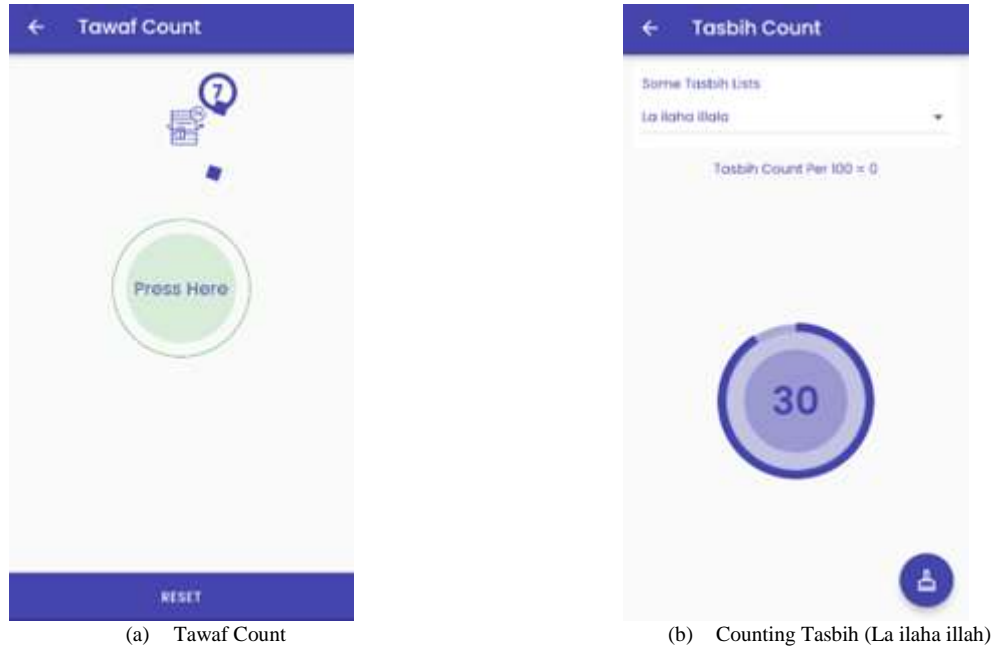 Tawaf Count
7
Press Here
RESET
(a) Tawaf Count
Tasbih Count
Some Tasbih Lists
La ilaha illala
Tasbih Count Per 100 = 0
30
(b) Counting Tasbih (La ilaha illah)